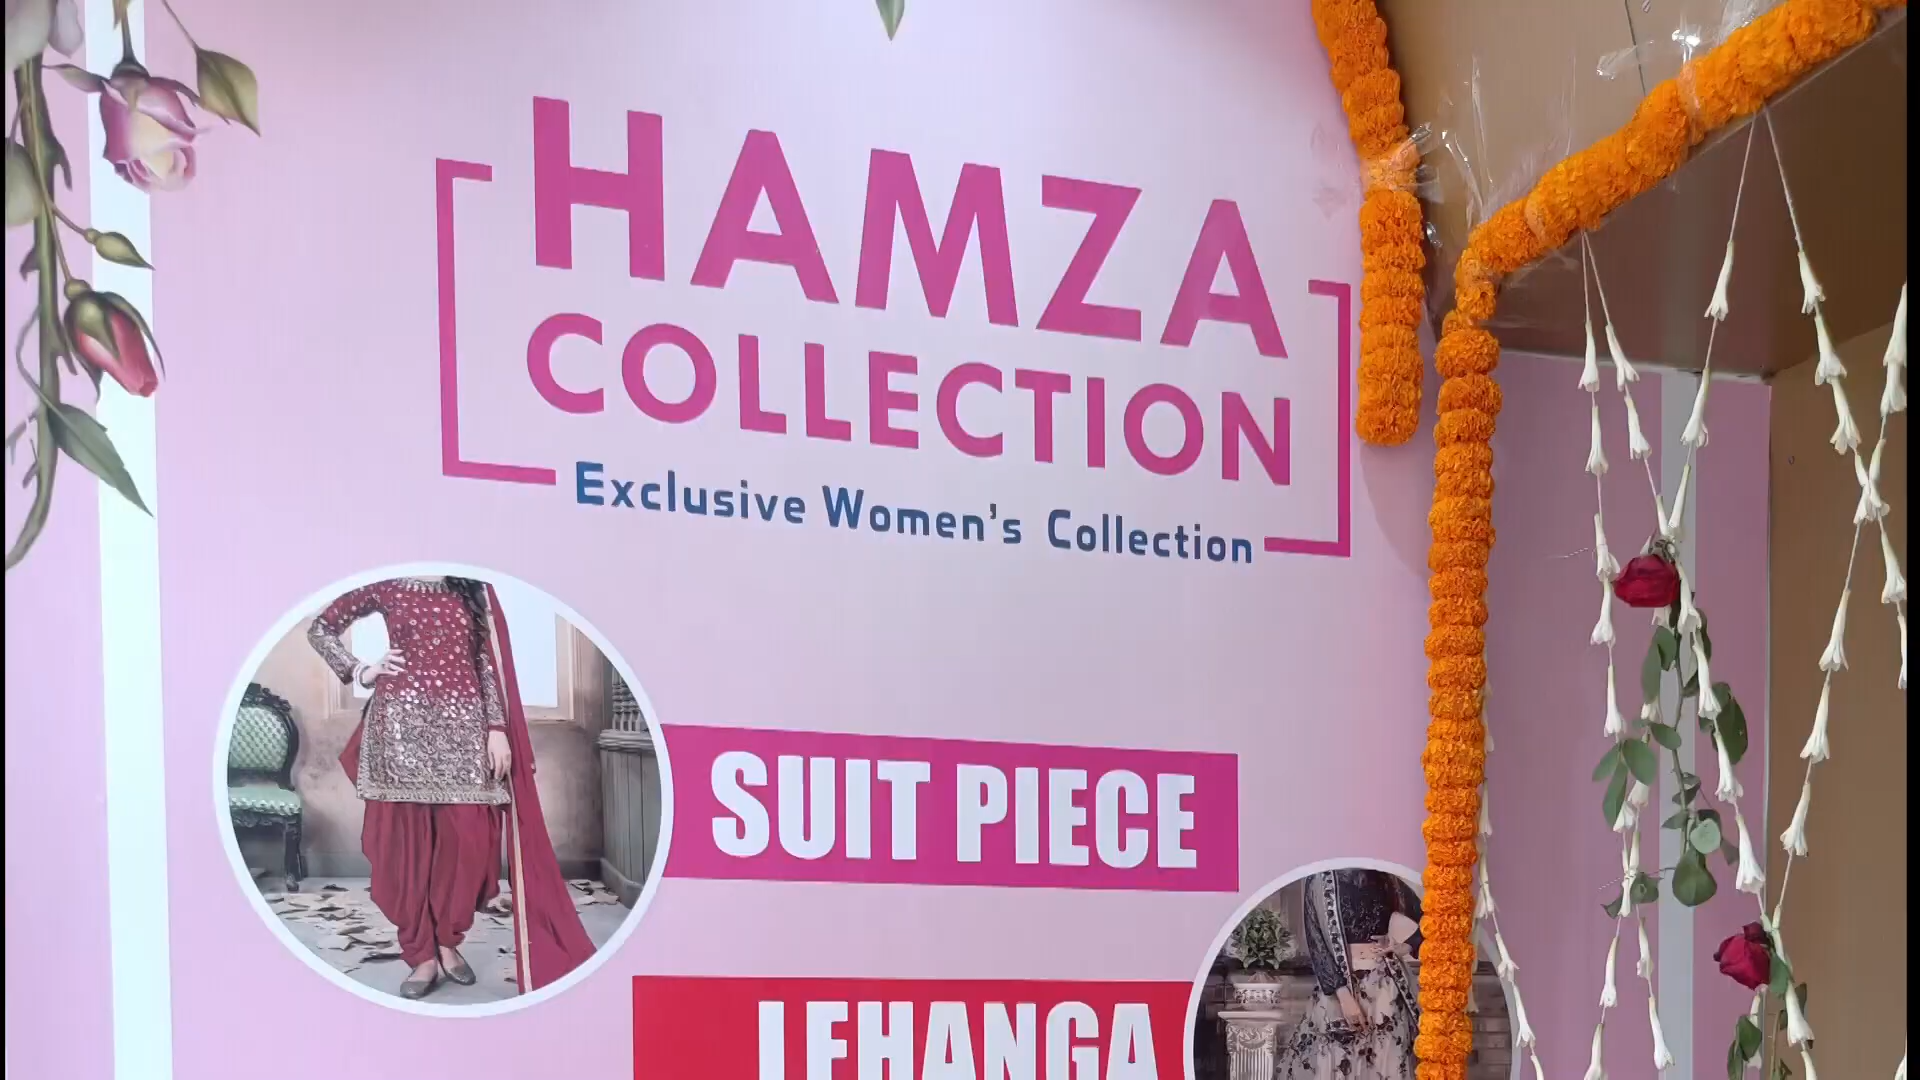 HAMZA
COLLECTION
Exclusive Women's Collection
SUIT PIECE
LEHANGA